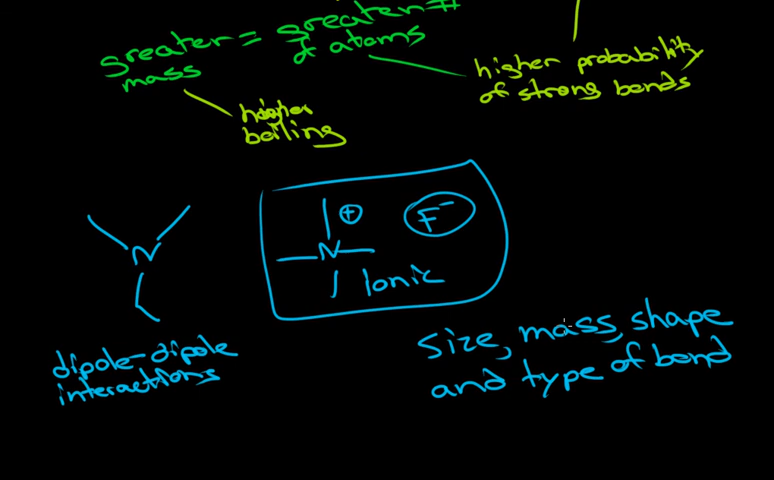 greater = greater #
mass of atoms
higher probability
of strong bonds
higher
boiling
+
F-
N
N
Ionic
dipole-dipole
interactions
size, mass, shape
and type of bond